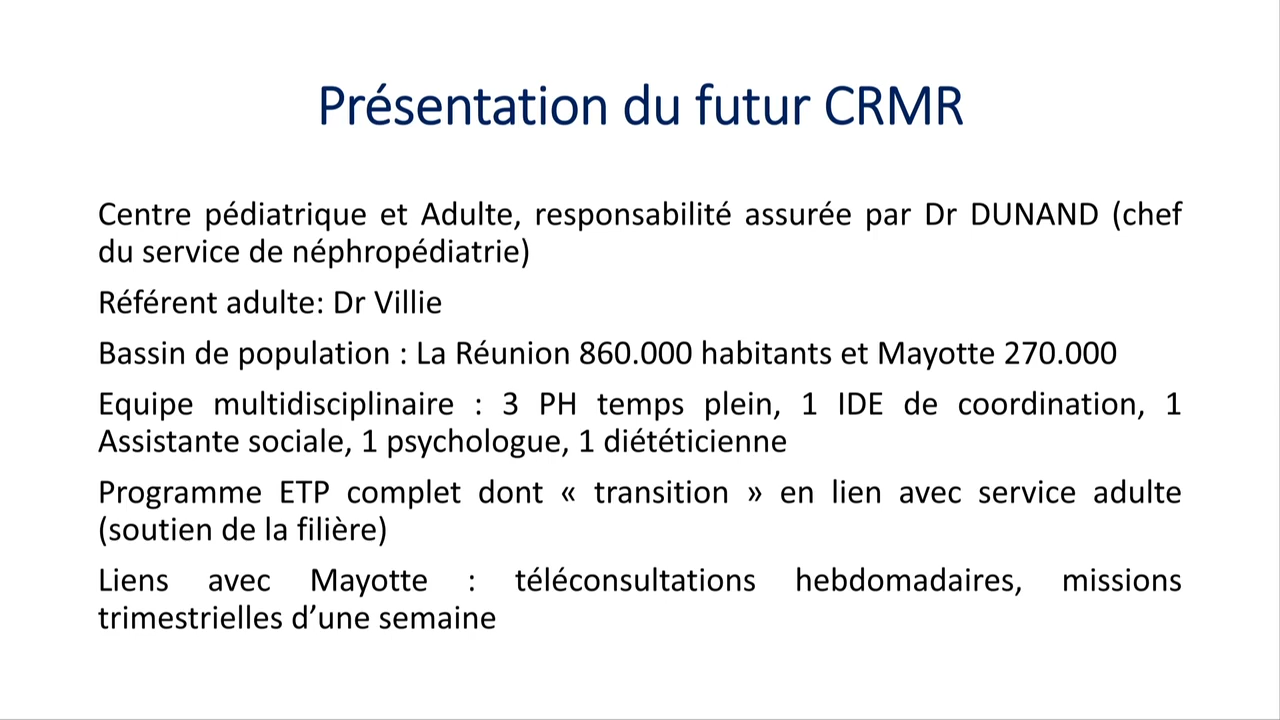 Présentation du futur CRMR
Centre pédiatrique et Adulte, responsabilité assurée par Dr DUNAND (chef
du service de néphropédiatrie)
Référent adulte: Dr Villie
Bassin de population : La Réunion 860.000 habitants et Mayotte 270.000
Equipe multidisciplinaire : 3 PH temps plein, 1 IDE de coordination, 1
Assistante sociale, 1 psychologue, 1 diététicienne
Programme ETP complet dont « transition » en lien avec service adulte
(soutien de la filière)
Liens avec Mayotte : téléconsultations hebdomadaires, missions
trimestrielles d’une semaine